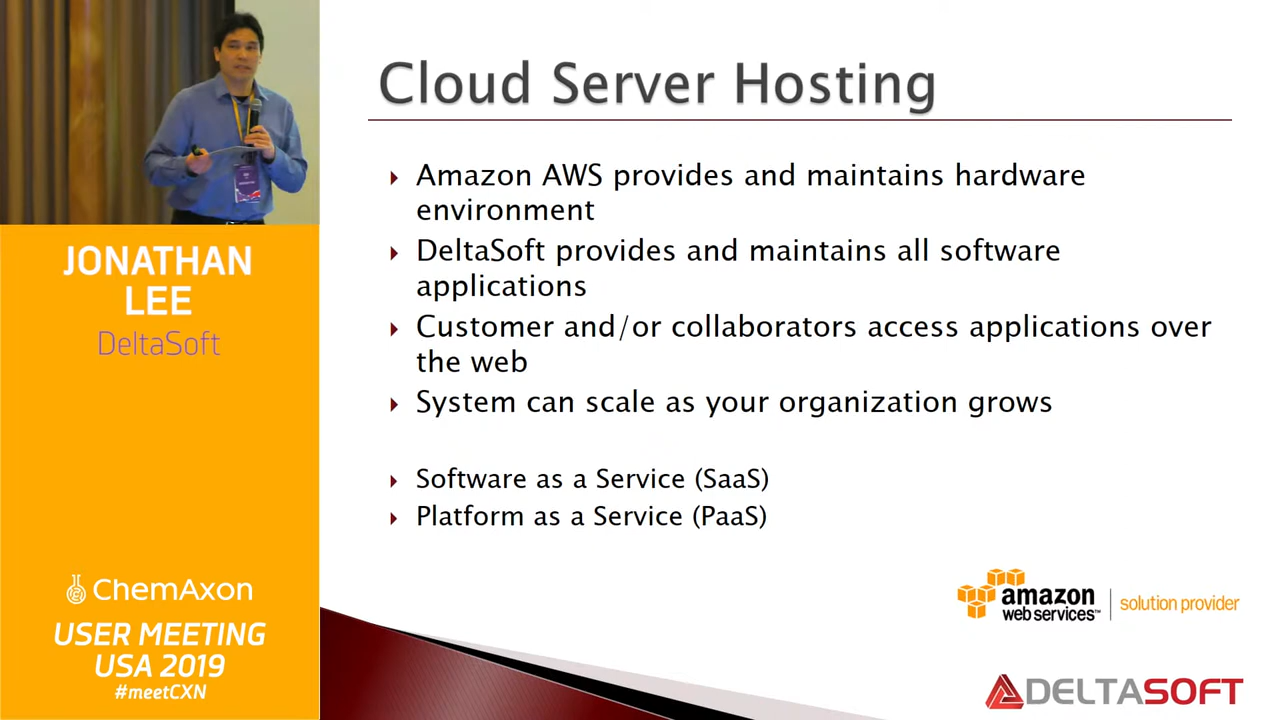 JONATHAN
LEE
DeltaSoft
ChemAxon
USER MEETING
USA 2019
#meetCXN
Cloud Server Hosting
Amazon AWS provides and maintains hardware
environment
DeltaSoft provides and maintains all software
applications
Customer and/or collaborators access applications over
the web
System can scale as your organization grows
Software as a Service (SaaS)
Platform as a Service (PaaS)
amazon
web services™
solution provider
DELTASOFT